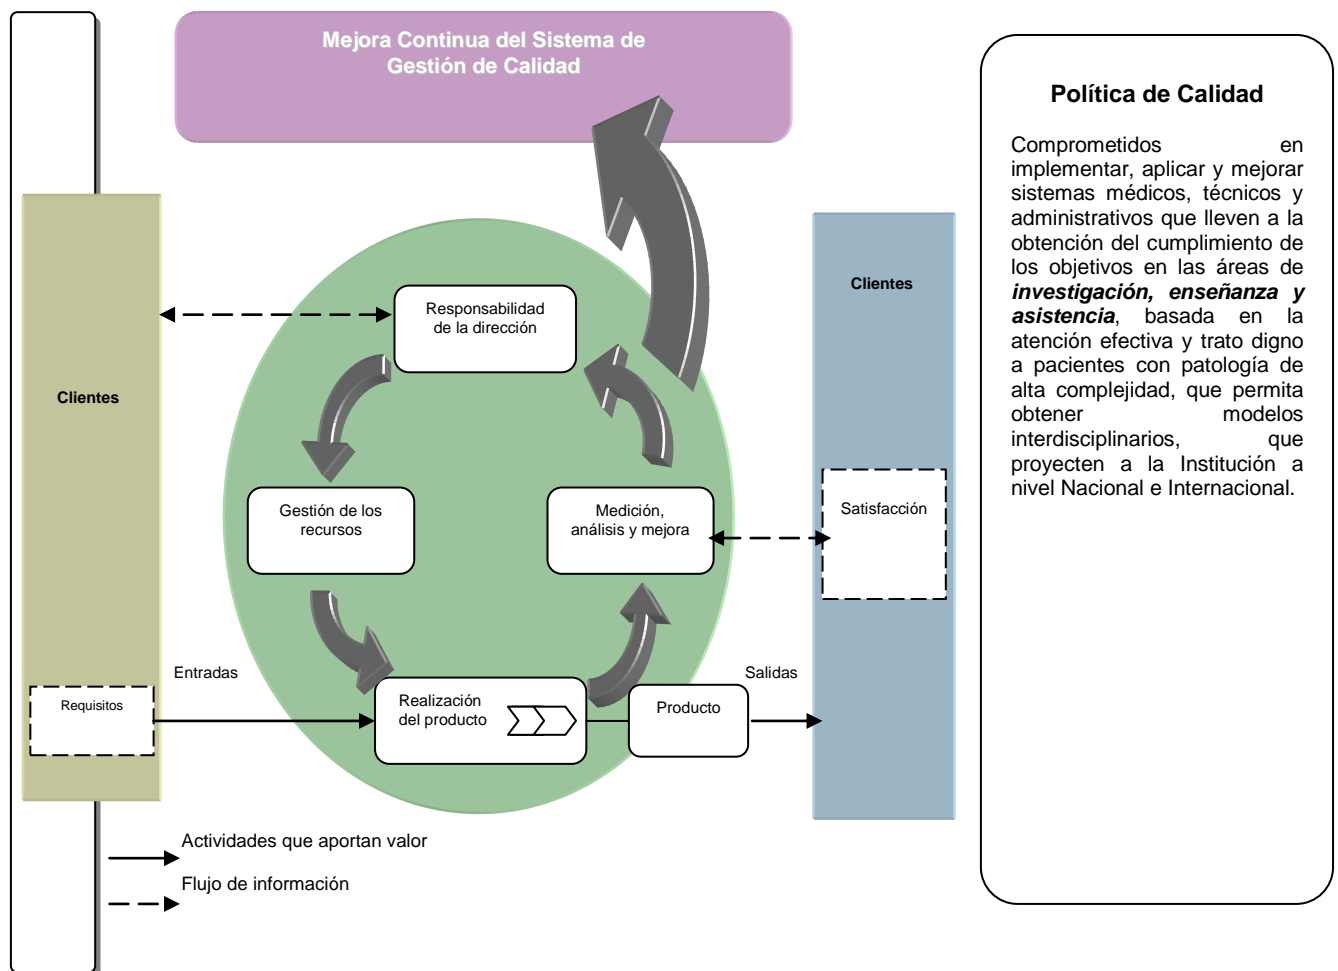 Mejora Continua del Sistema de
Gestión de Calidad
Responsabilidad
de la dirección
Clientes
Gestión de los
recursos
Medición,
análisis y mejora
Clientes
Satisfacción
Entradas
Requisitos
Realización
del producto
Producto
Salidas
Actividades que aportan valor
Flujo de información
Política de Calidad
Comprometidos en
implementar, aplicar y mejorar
sistemas médicos, técnicos y
administrativos que lleven a la
obtención del cumplimiento de
los objetivos en las áreas de
investigación, enseñanza y
asistencia, basada en la
atención efectiva y trato digno
a pacientes con patología de
alta complejidad, que permita
obtener modelos
interdisciplinarios, que
proyecten a la Institución a
nivel Nacional e Internacional.